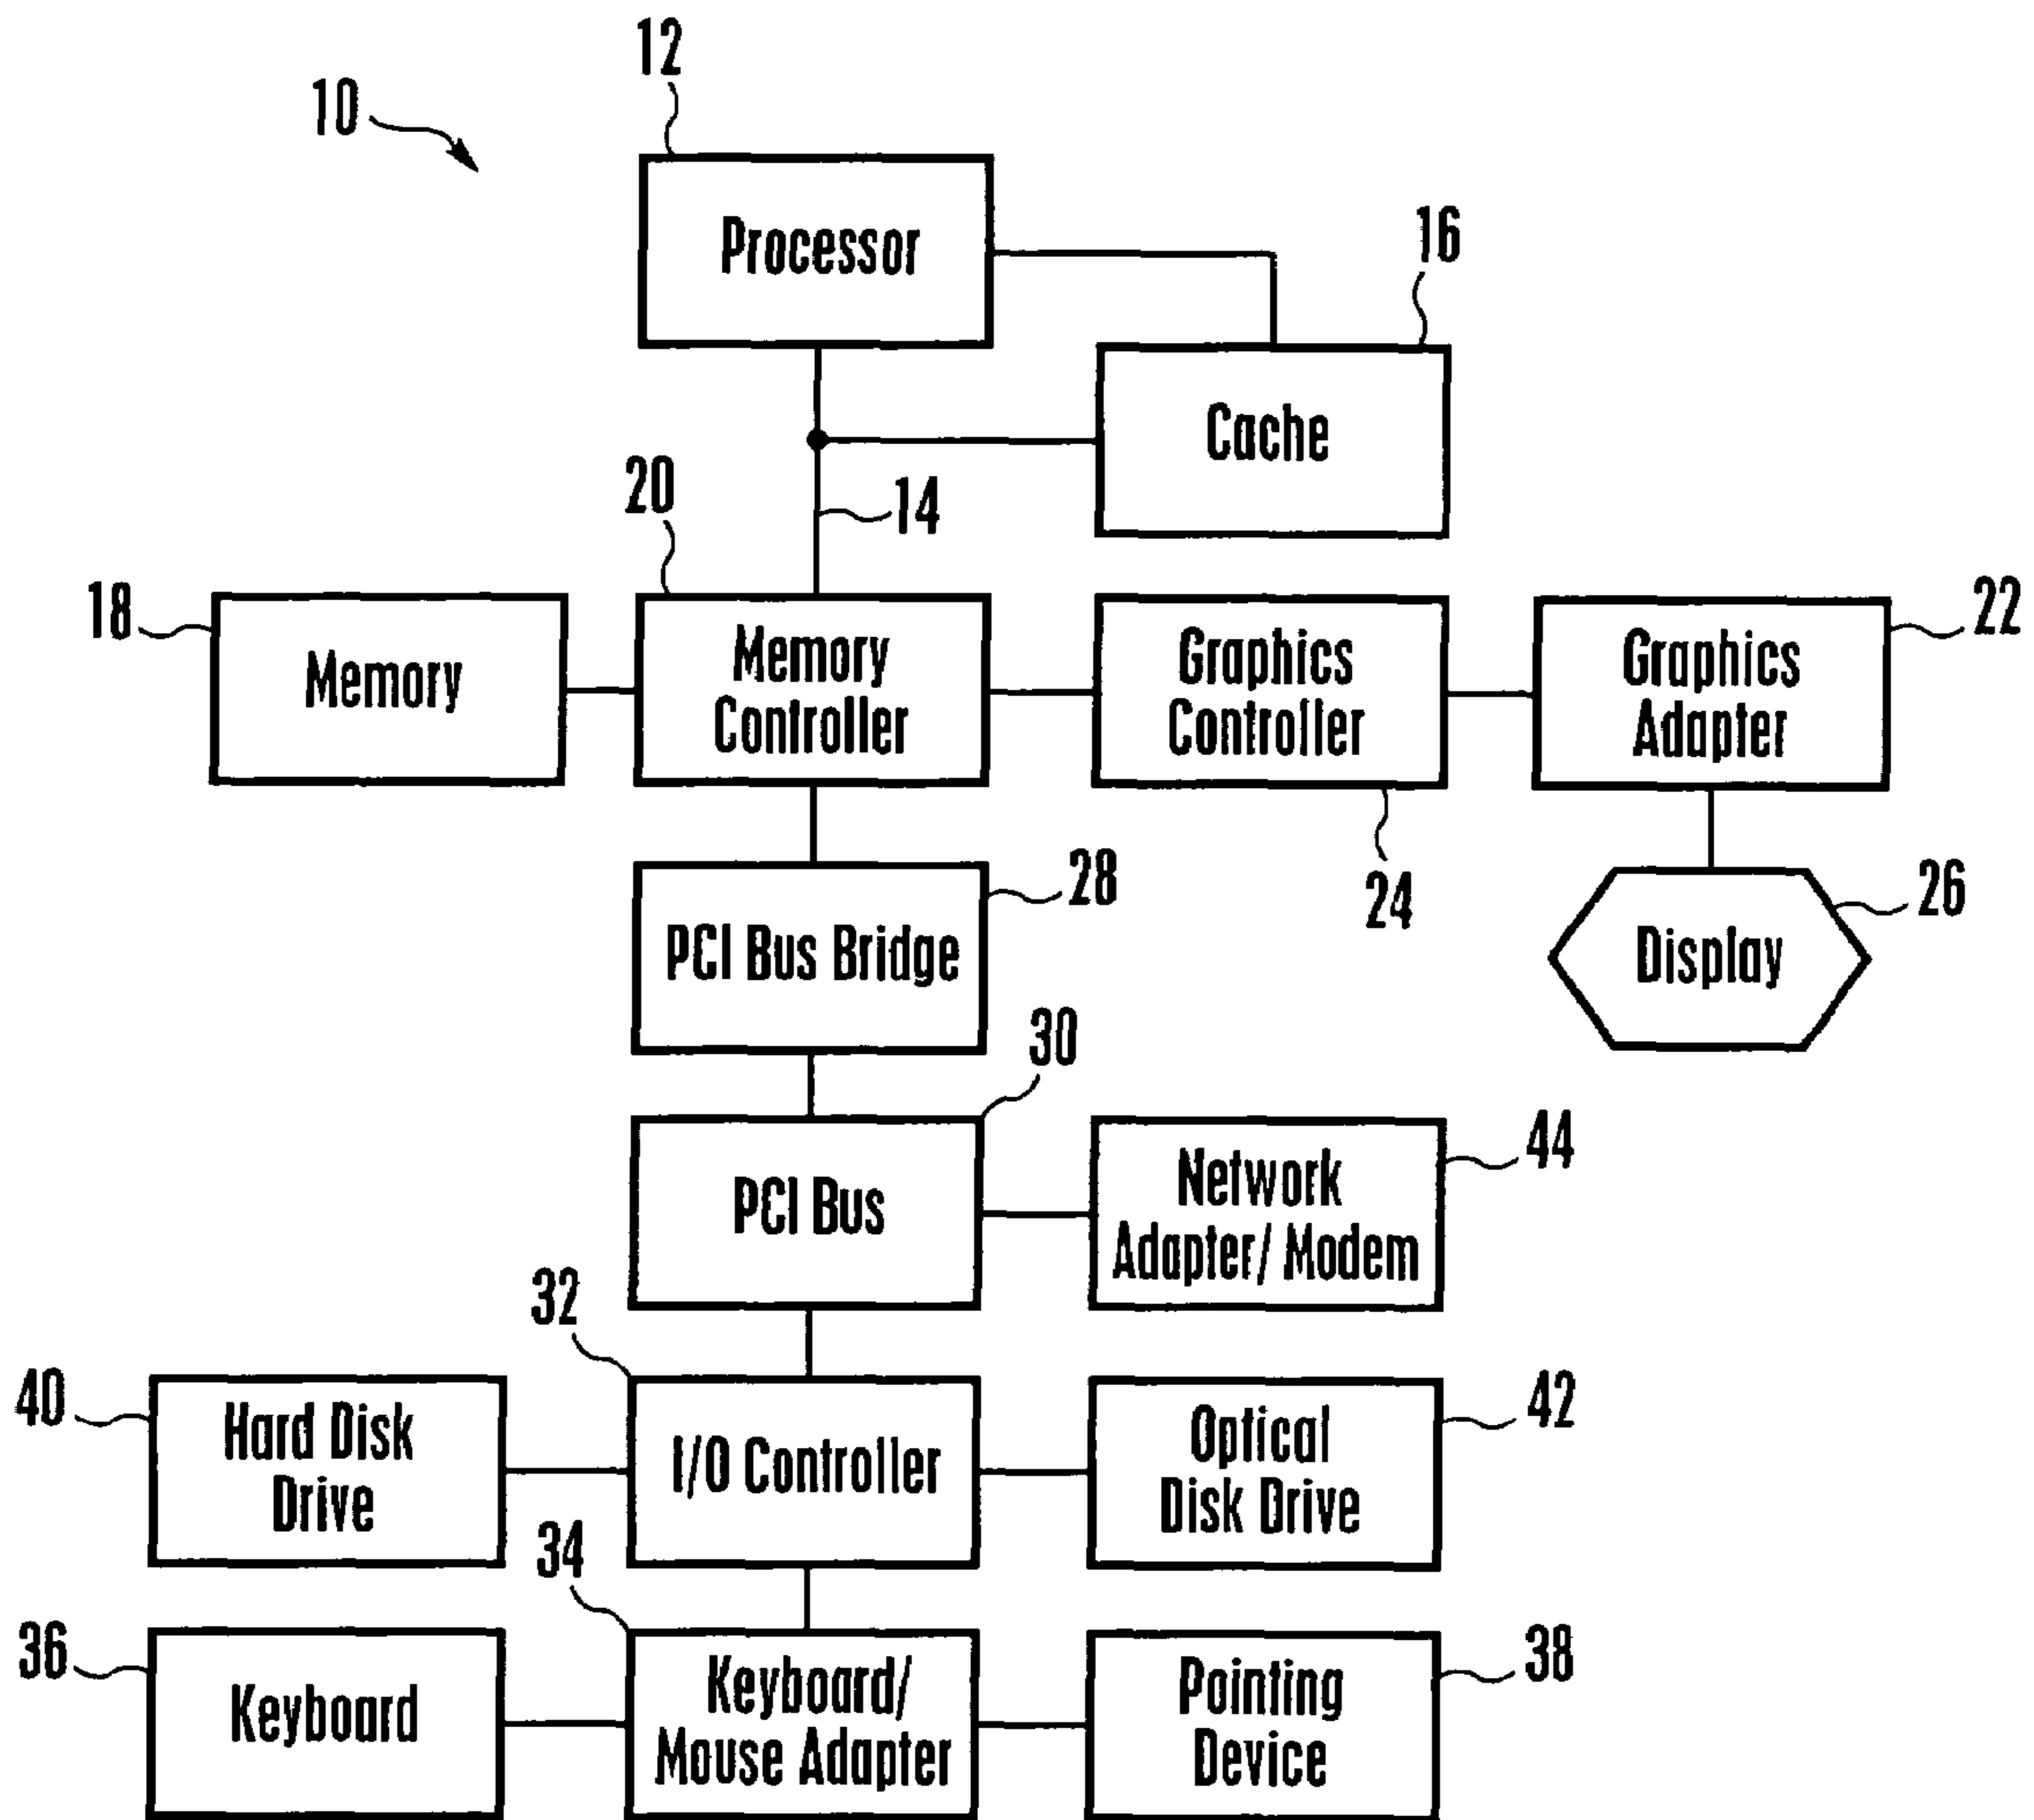 12
10
Processor
16
Cache
20
14
18
Memory
Memory
Controller
Graphics
Controller
Graphics
Adapter
22
24
PCI Bus Bridge
28
Display
26
30
PCI Bus
Network
Adapter/ Modem
44
32
40
Hard Disk
Drive
I/O Controller
Optical
Disk Drive
42
34
36
Keyboard
Keyboard/
Mouse Adapter
Pointing
Device
38